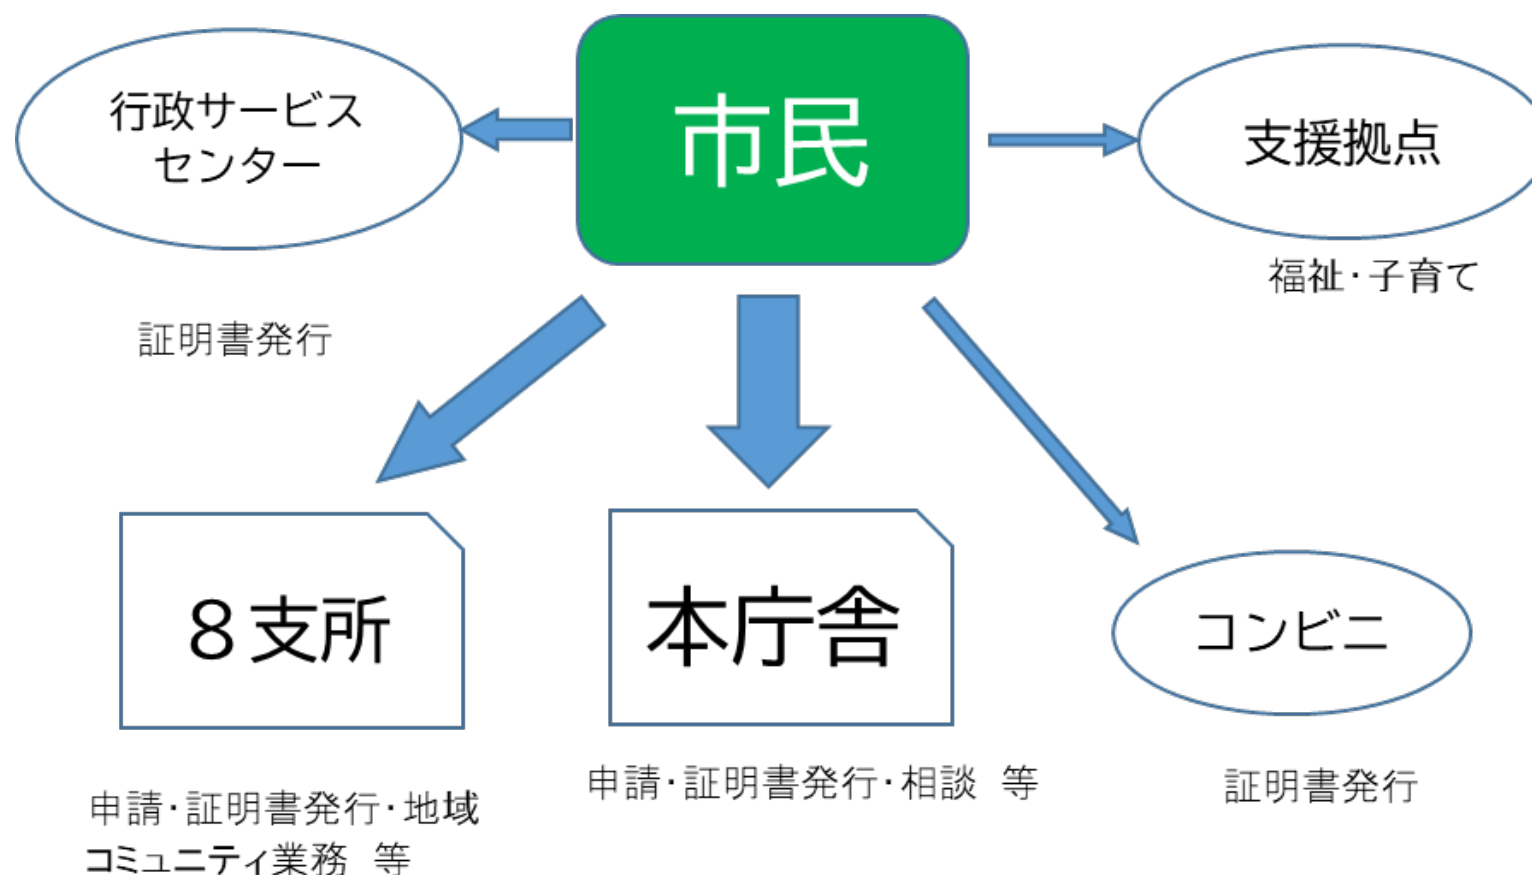 行政サービス
センター
市民
支援拠点
福祉・子育て
証明書発行
８支所
本庁舎
コンビニ
申請・証明書発行・地域
コミュニティ業務　等
申請・証明書発行・相談　等
証明書発行